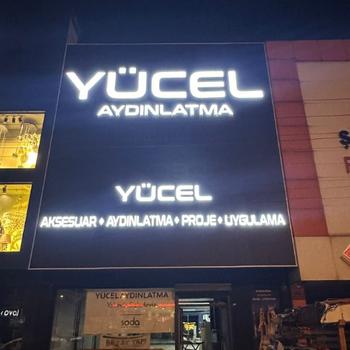 YÜCEL
AYDINLATMA
YÜCEL
AKSESUAR • AYDINLATMA • PROJE • UYGULAMA
YÜCEL AYDINLATMA
soda